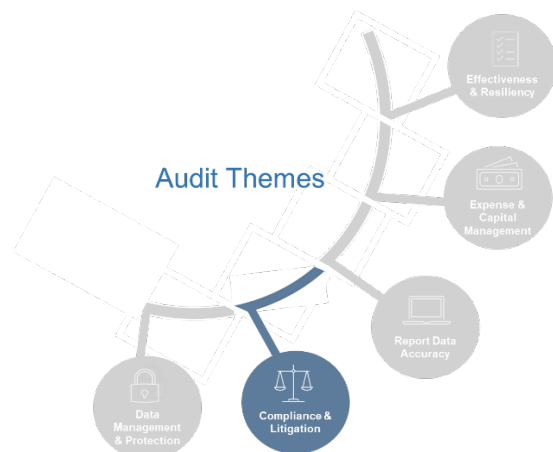 Effectiveness
& Resiliency
Audit Themes
Expense &
Capital
Management
Report Data
Accuracy
Compliance &
Litigation
Data
Management
& Protection